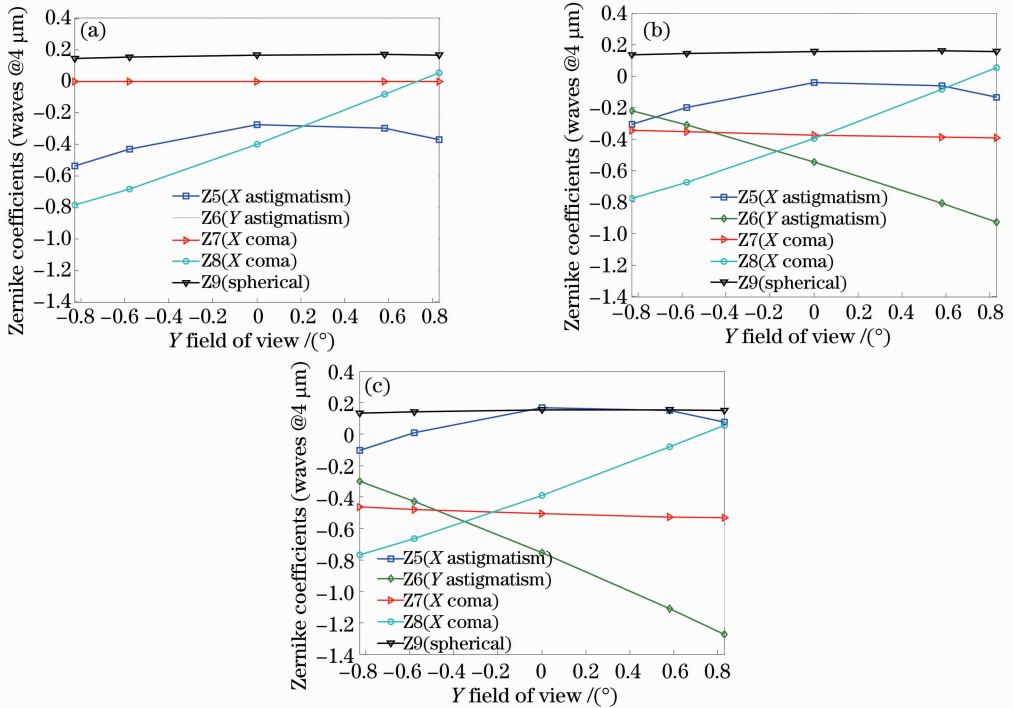 (a)
Zernike coefficients (waves @4 μm)
0.4
0.2
0
−0.2
−0.4
−0.6
−0.8
−1.0
−1.2
−1.4
Z5(X astigmatism)
Z6(Y astigmatism)
Z7(X coma)
Z8(X coma)
Z9(spherical)
−0.8 −0.6 −0.4 −0.2 0 0.2 0.4 0.6 0.8
Y field of view /(°)
(b)
Zernike coefficients (waves @4 μm)
0.4
0.2
0
−0.2
−0.4
−0.6
−0.8
−1.0
−1.2
−1.4
Z5(X astigmatism)
Z6(Y astigmatism)
Z7(X coma)
Z8(X coma)
Z9(spherical)
−0.8 −0.6 −0.4 −0.2 0 0.2 0.4 0.6 0.8
Y field of view /(°)
(c)
Zernike coefficients (waves @4 μm)
0.4
0.2
0
−0.2
−0.4
−0.6
−0.8
−1.0
−1.2
−1.4
Z5(X astigmatism)
Z6(Y astigmatism)
Z7(X coma)
Z8(X coma)
Z9(spherical)
−0.8 −0.6 −0.4 −0.2 0 0.2 0.4 0.6 0.8
Y field of view /(°)